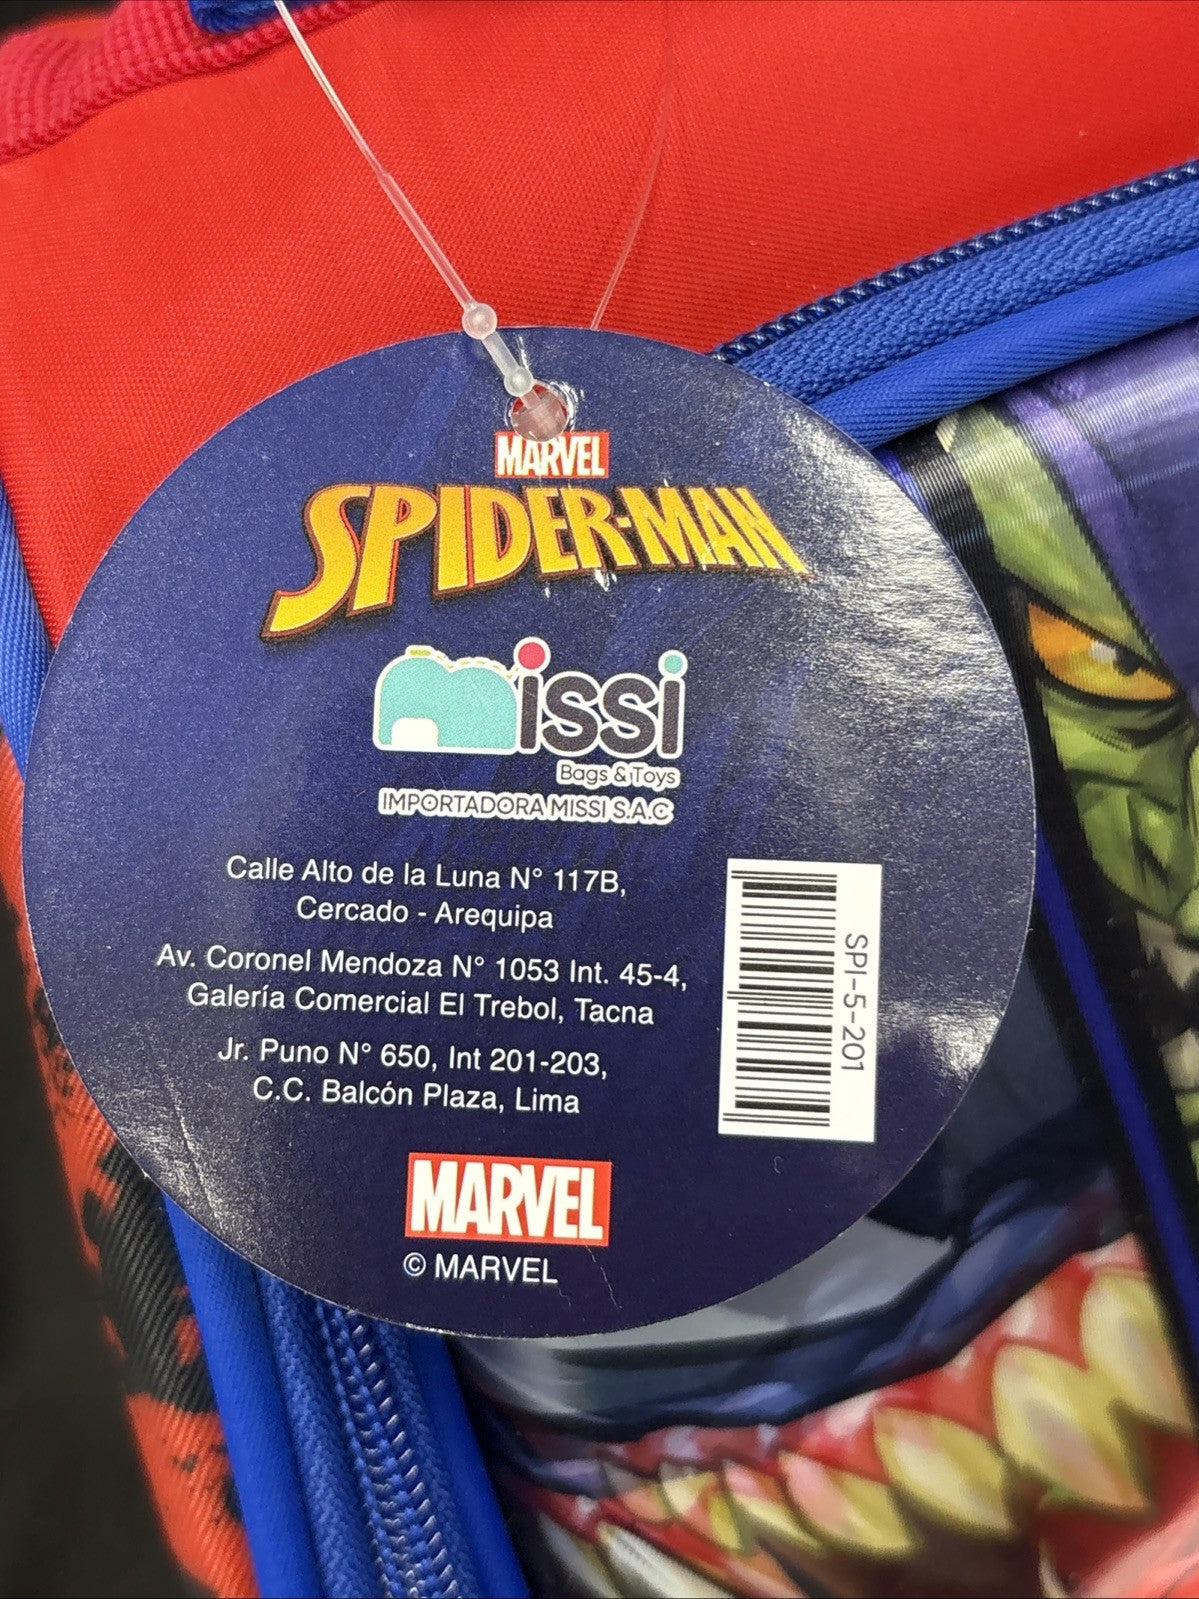 MARVEL
SPIDER-MAN
missi
Bags & Toys
IMPORTADORA MISSI S.A.C
Calle Alto de la Luna N° 117B,
Cercado - Arequipa
Av. Coronel Mendoza N° 1053 Int. 45-4,
Galería Comercial El Trebol, Tacna
Jr. Puno N° 650, Int 201-203,
C.C. Balcón Plaza, Lima
SPI-5-201
MARVEL
© MARVEL